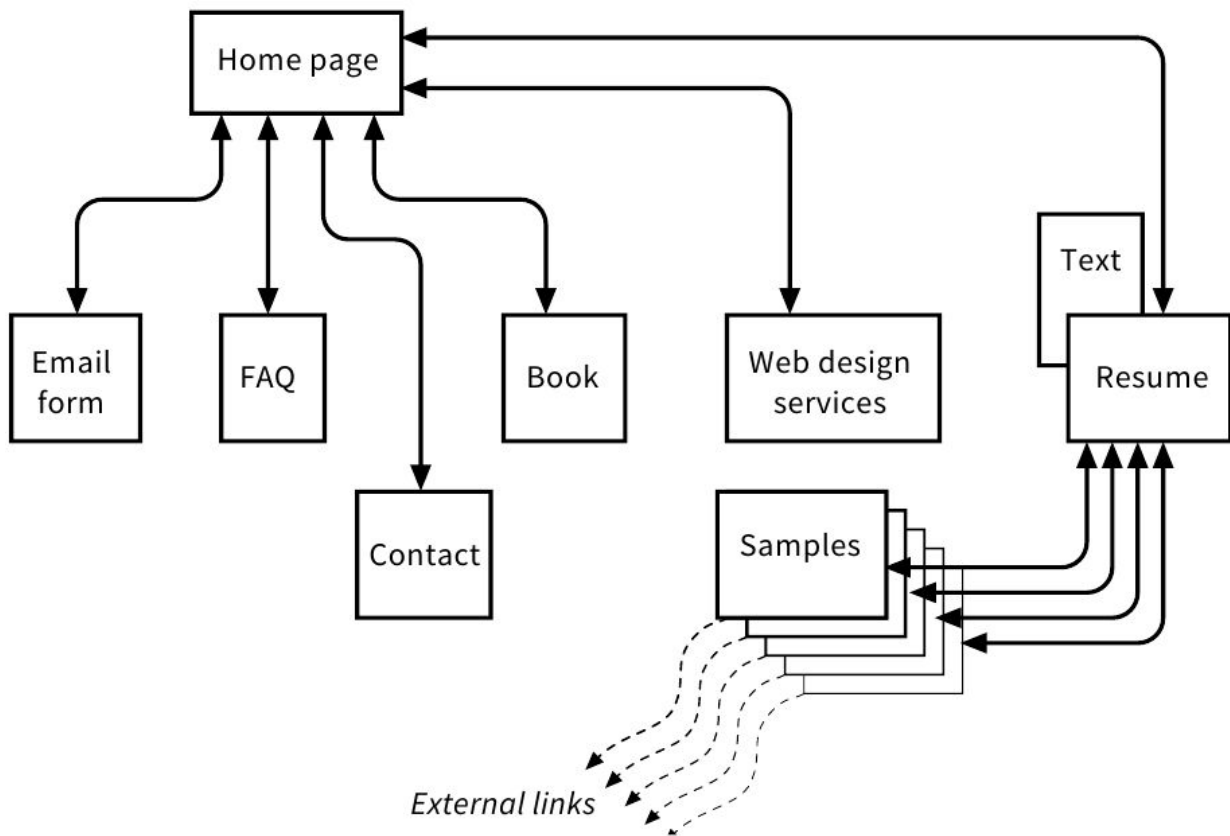 Home page
Text
Email
form
FAQ
Book
Web design
services
Resume
Contact
Samples
External links